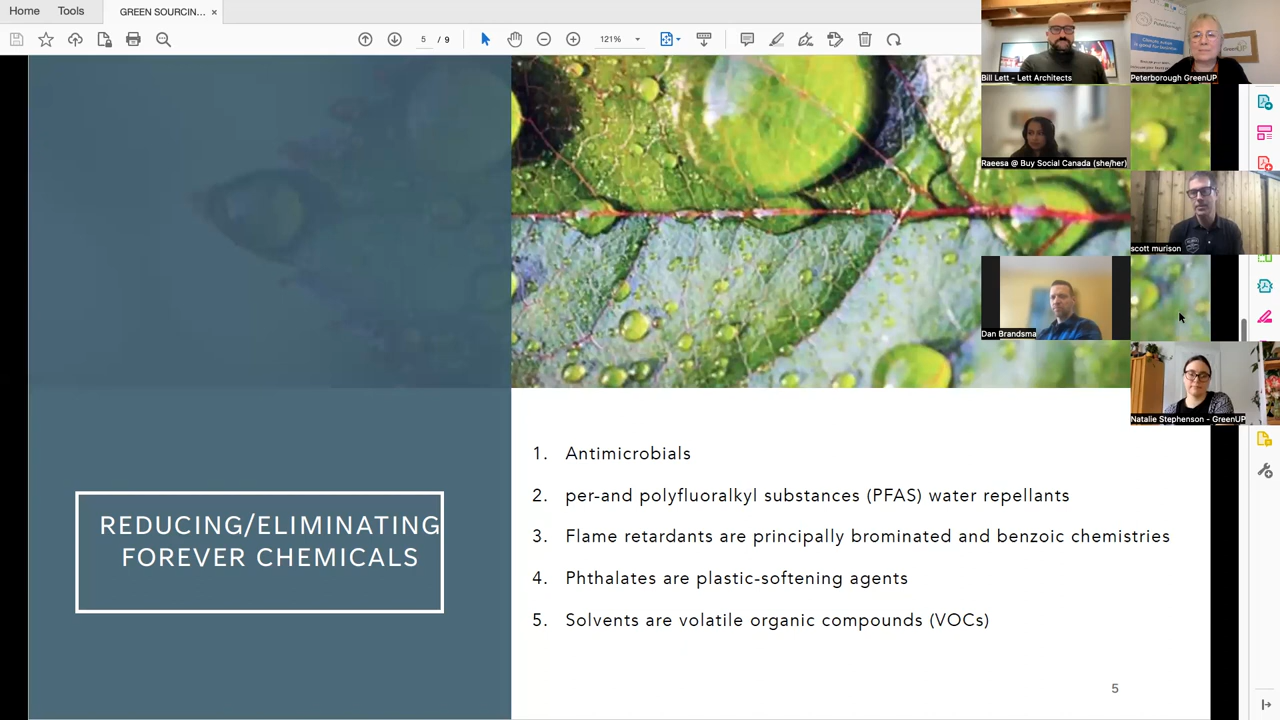 Home
Tools
GREEN SOURCIN...
5 / 9
121%
Bill Lett - Lett Architects
Peterborough GreenUP
Raeesa @ Buy Social Canada (she/her)
scott murison
Dan Brandsma
Natalie Stephenson - GreenUP
REDUCING/ELIMINATING
FOREVER CHEMICALS
1. Antimicrobials
2. per-and polyfluoralkyl substances (PFAS) water repellants
3. Flame retardants are principally brominated and benzoic chemistries
4. Phthalates are plastic-softening agents
5. Solvents are volatile organic compounds (VOCs)
5